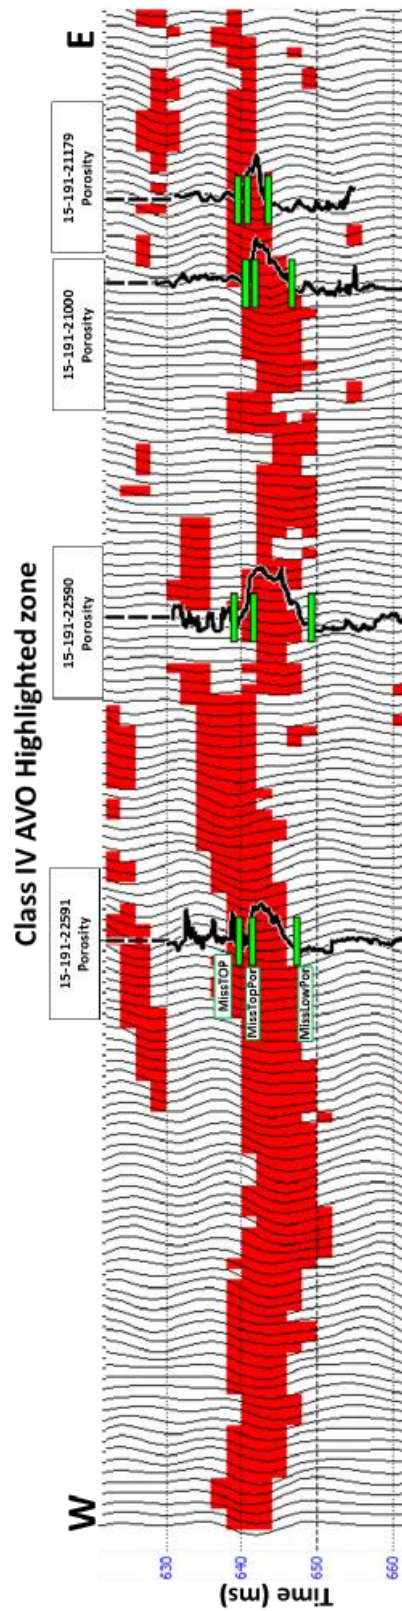 Class IV AVO Highlighted zone
W
E
15-191-22591
Porosity
15-191-22590
Porosity
15-191-21000
Porosity
15-191-21179
Porosity
Time (ms)
630
640
650
660
MissTOP
MissTopPor
MissLowPor